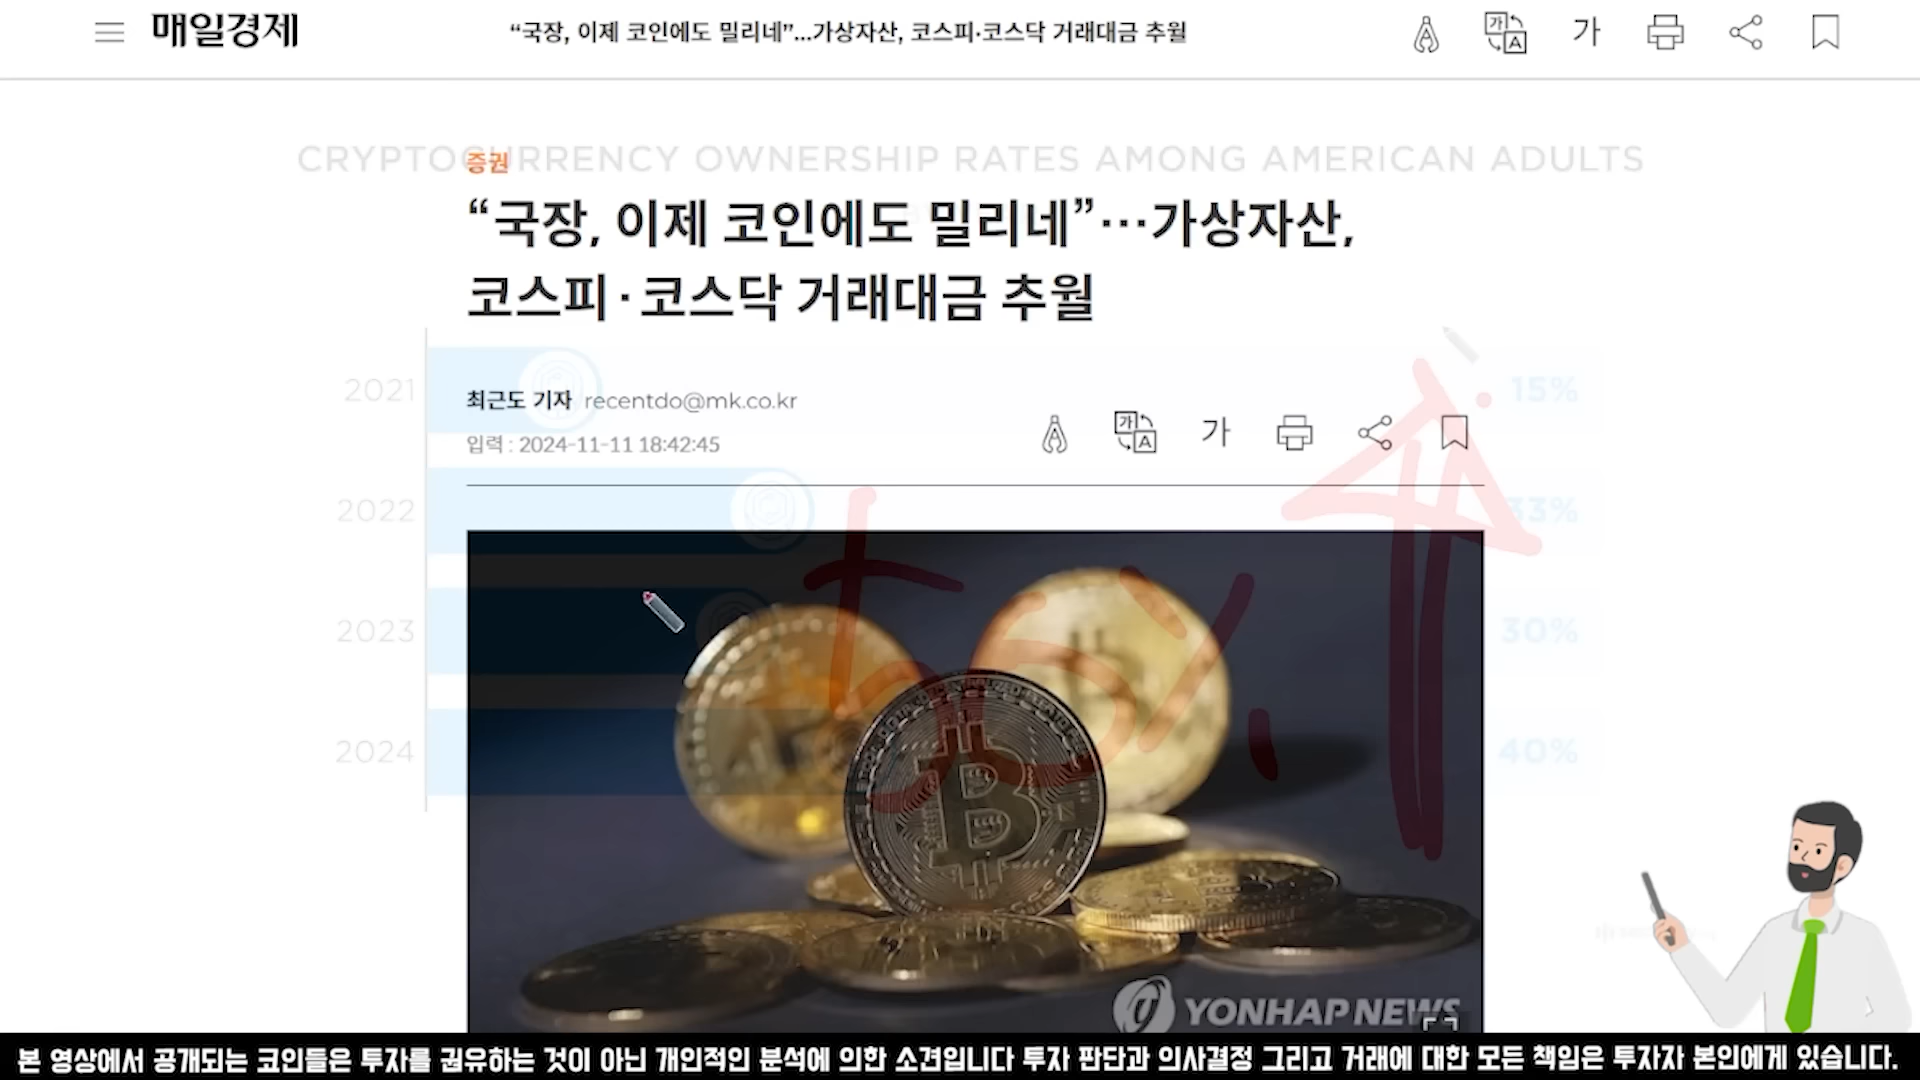 매일경제
“국장, 이제 코인에도 밀리네”...가상자산, 코스피·코스닥 거래대금 추월
가
가
A
CRYPTOCURRENCY OWNERSHIP RATES AMONG AMERICAN ADULTS
증권
“국장, 이제 코인에도 밀리네”···가상자산,
코스피·코스닥 거래대금 추월
최근도 기자 recentdo@mk.co.kr
입력 : 2024-11-11 18:42:45
가
A
가
2021
15%
2022
33%
2023
30%
2024
40%
YONHAP NEWS
본 영상에서 공개되는 코인들은 투자를 권유하는 것이 아닌 개인적인 분석에 의한 소견입니다 투자 판단과 의사결정 그리고 거래에 대한 모든 책임은 투자자 본인에게 있습니다.